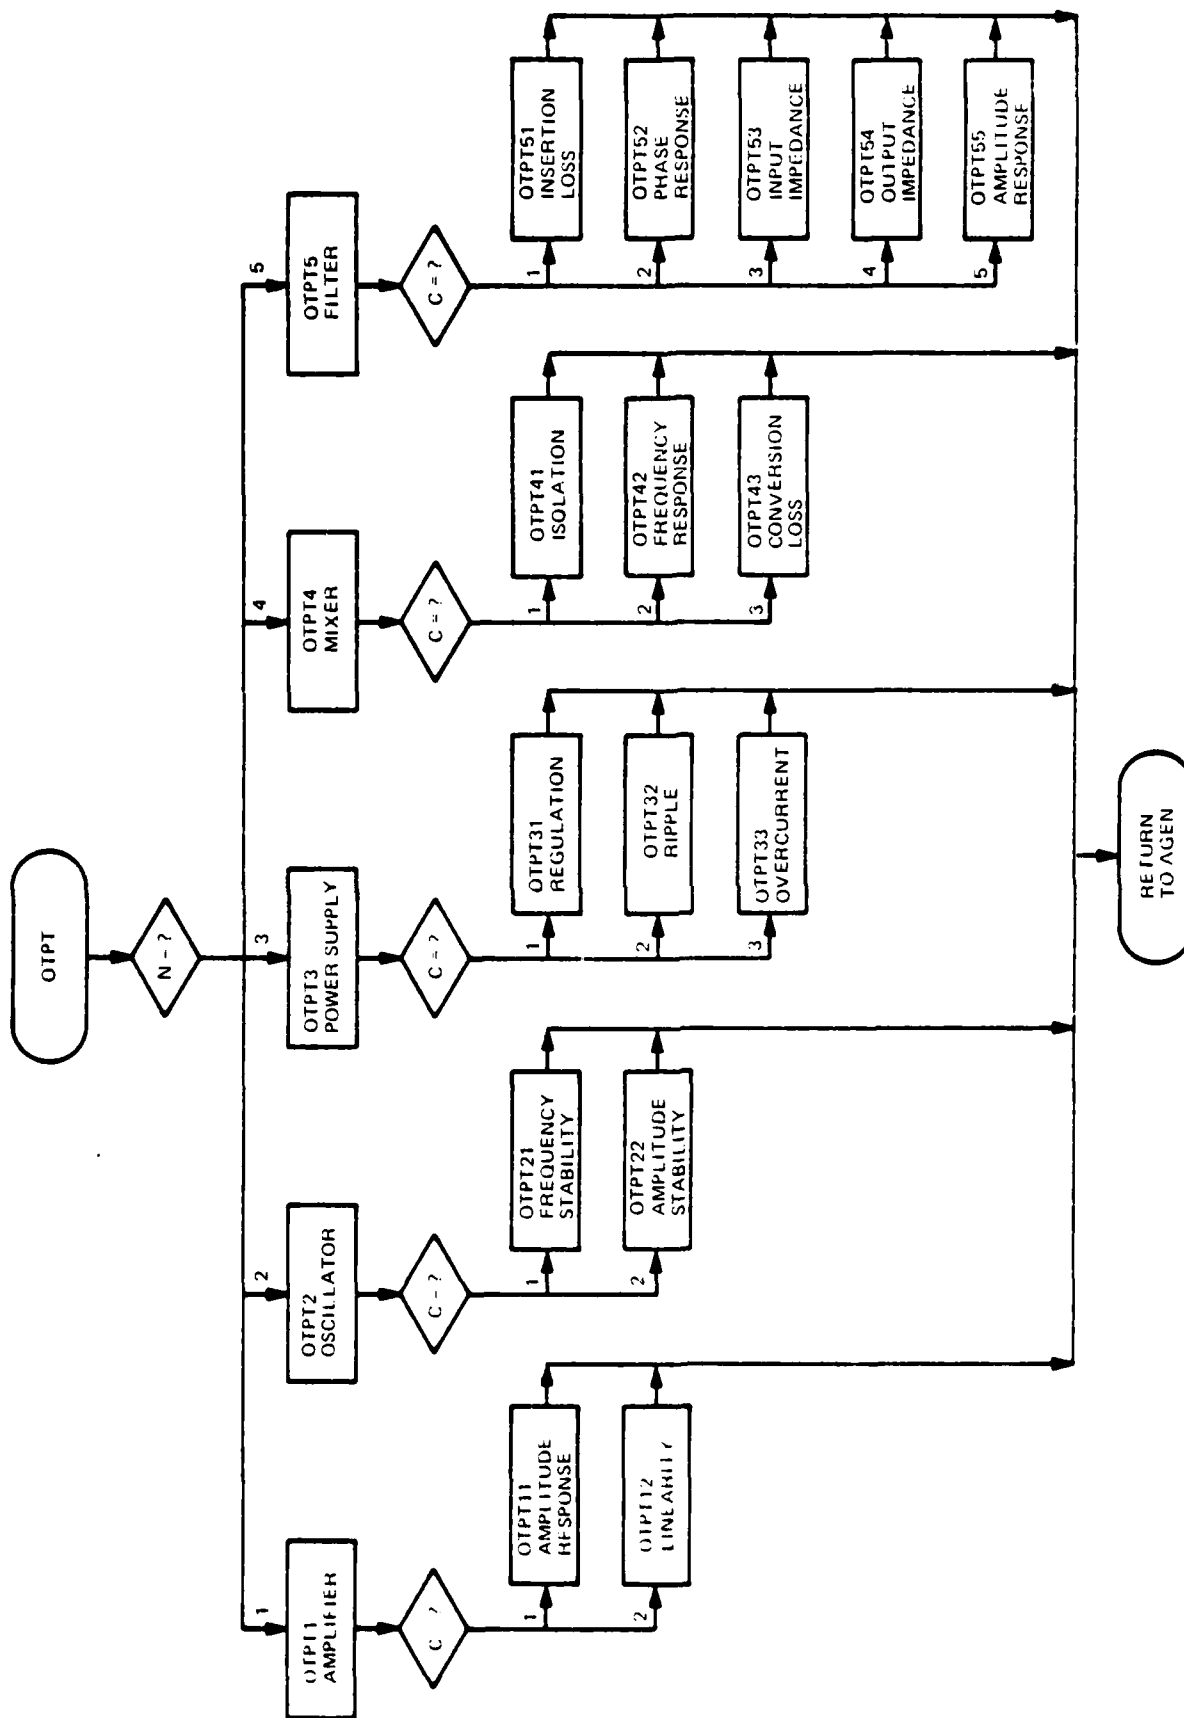 OTPT
N - ?
1
2
3
4
5
OTPT1
AMPLIFIER
OTPT2
OSCILLATOR
OTPT3
POWER SUPPLY
OTPT4
MIXER
OTPT5
FILTER
C ?
C - ?
C = ?
C = ?
C = ?
1
OTPT11
AMPLITUDE
RESPONSE
2
OTPT12
LINEARITY
1
OTPT21
FREQUENCY
STABILITY
2
OTPT22
AMPLITUDE
STABILITY
1
OTPT31
REGULATION
2
OTPT32
RIPPLE
3
OTPT33
OVERCURRENT
1
OTPT41
ISOLATION
2
OTPT42
FREQUENCY
RESPONSE
3
OTPT43
CONVERSION
LOSS
1
OTPT51
INSERTION
LOSS
2
OTPT52
PHASE
RESPONSE
3
OTPT53
INPUT
IMPEDANCE
4
OTPT54
OUTPUT
IMPEDANCE
5
OTPT55
AMPLITUDE
RESPONSE
RETURN
TO AGEN